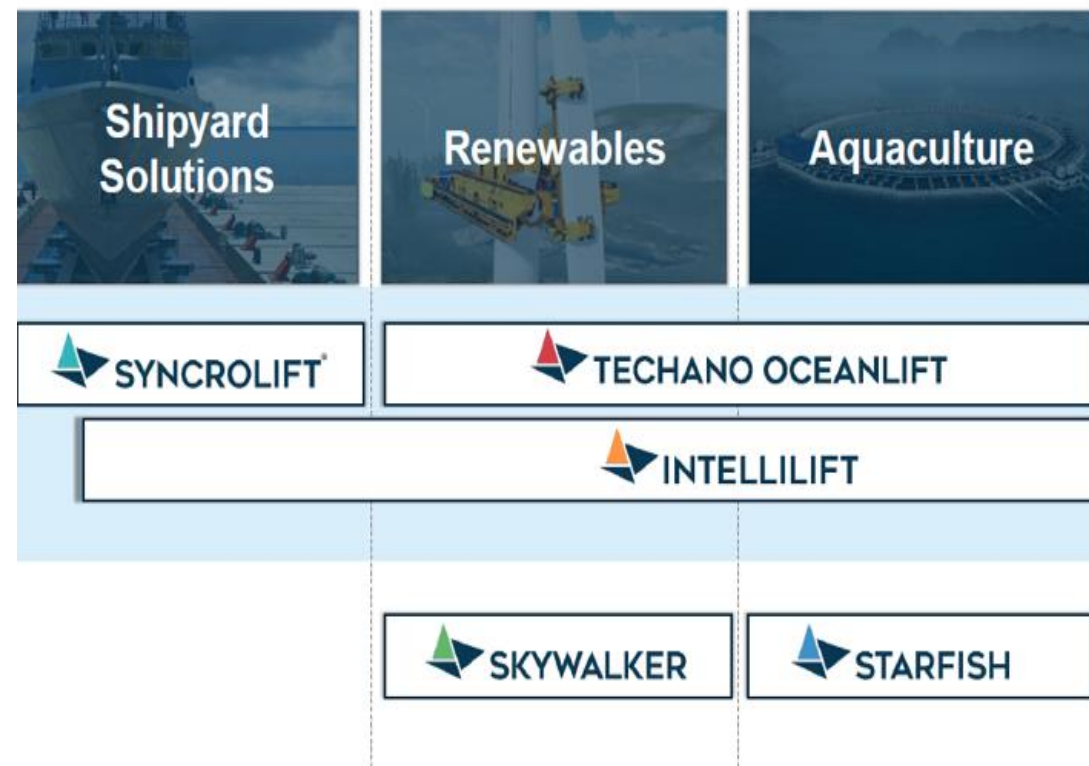 Shipyard
Solutions
Renewables
Aquaculture
SYNCROLIFT®
TECHANO OCEANLIFT
INTELLILIFT
SKYWALKER
STARFISH